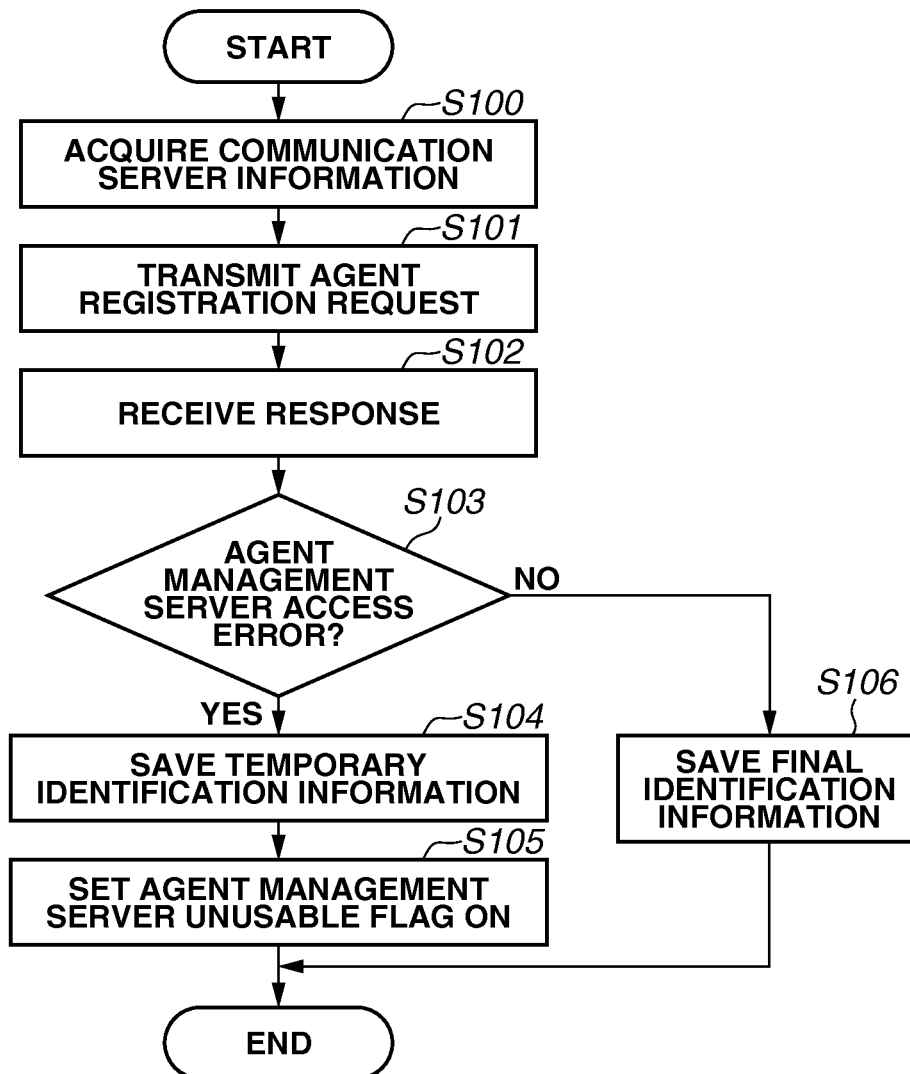 START
S100
ACQUIRE COMMUNICATION
SERVER INFORMATION
S101
TRANSMIT AGENT
REGISTRATION REQUEST
S102
RECEIVE RESPONSE
S103
AGENT
MANAGEMENT
SERVER ACCESS
ERROR?
NO
YES
S104
SAVE TEMPORARY
IDENTIFICATION INFORMATION
S106
SAVE FINAL
IDENTIFICATION
INFORMATION
S105
SET AGENT MANAGEMENT
SERVER UNUSABLE FLAG ON
END